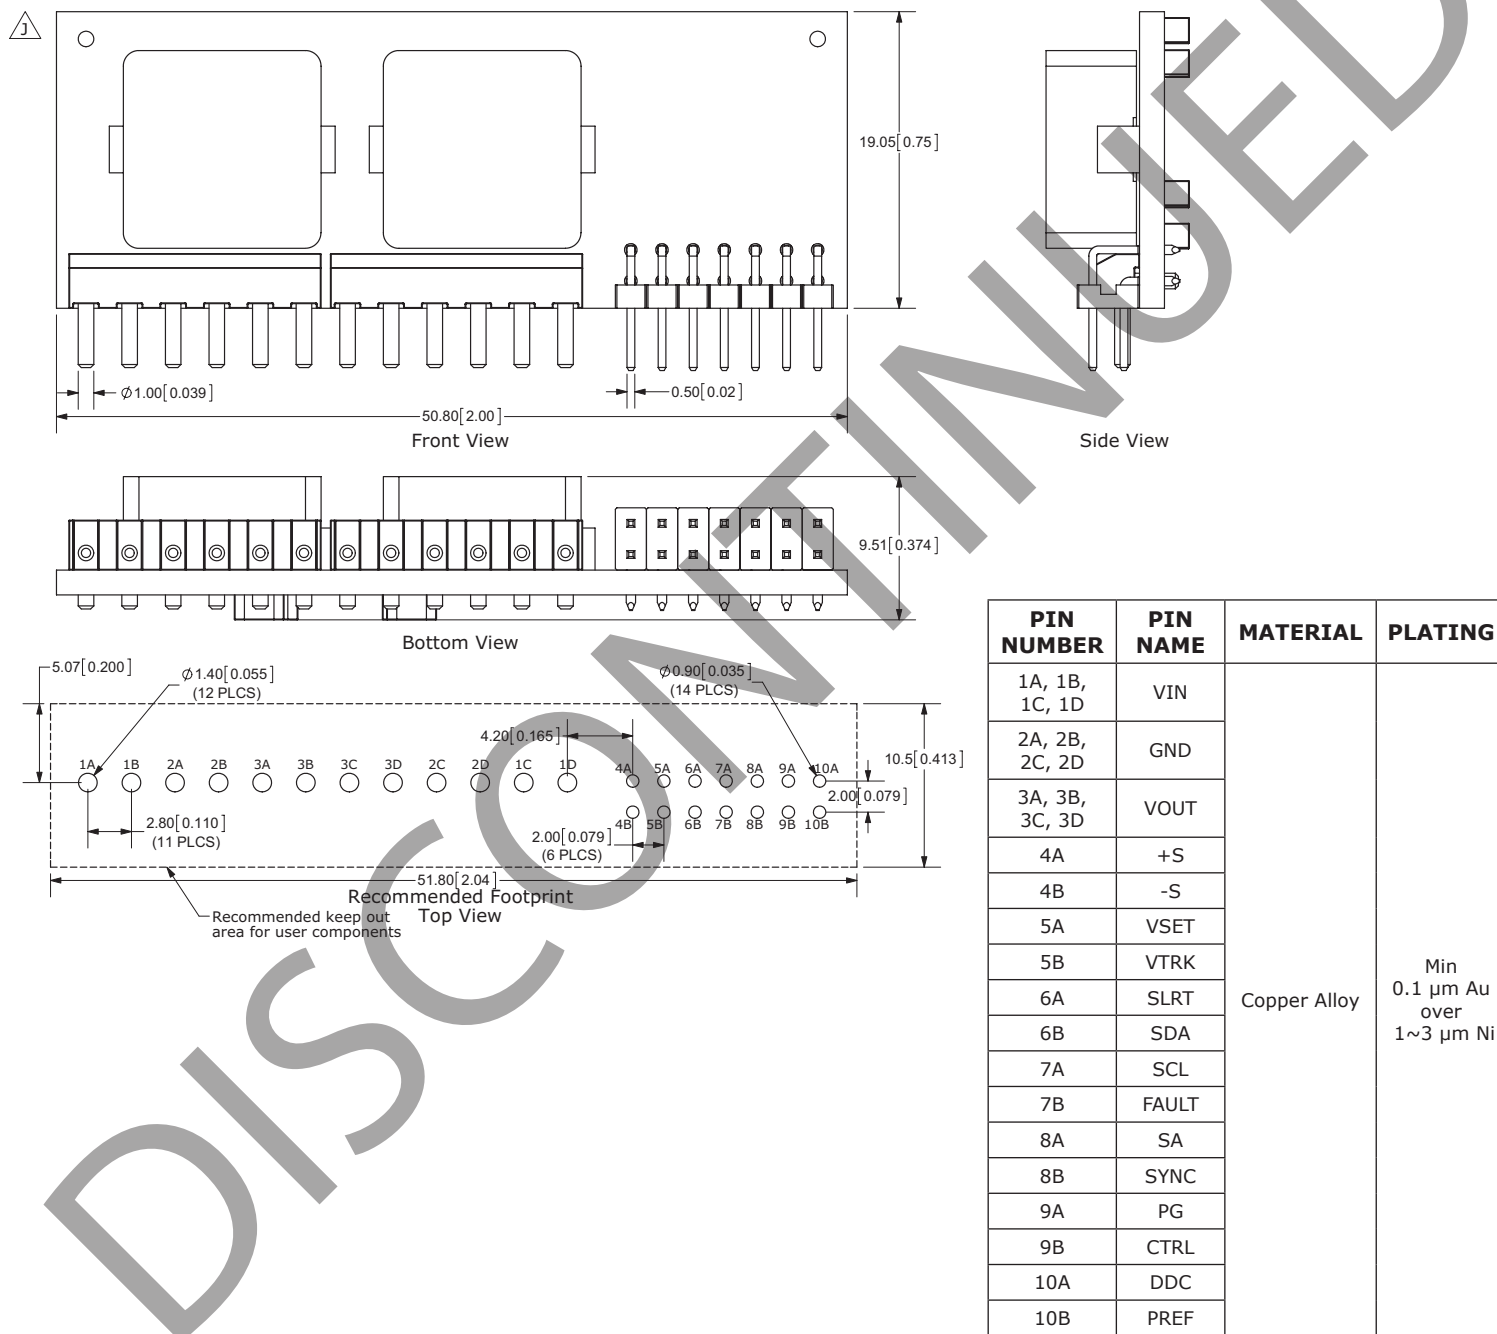 J
19.05[0.75]
Ø1.00[0.039]
0.50[0.02]
50.80[2.00]
Front View
Side View
9.51[0.374]
Bottom View
5.07[0.200]
Ø1.40[0.055]
(12 PLCS)
Ø0.90[0.035]
(14 PLCS)
4.20[0.165]
10.5[0.413]
1A 1B 2A 2B 3A 3B 3C 3D 2C 2D 1C 1D 4A 5A 6A 7A 8A 9A 10A
2.00[0.079]
4B 5B 6B 7B 8B 9B 10B
2.80[0.110]
(11 PLCS)
2.00[0.079]
(6 PLCS)
51.80[2.04]
Recommended Footprint
Top View
Recommended keep out
area for user components
PIN NUMBER PIN NAME MATERIAL PLATING
1A, 1B,
1C, 1D
VIN
2A, 2B,
2C, 2D
GND
3A, 3B,
3C, 3D
VOUT
4A +S
4B -S
5A VSET
5B VTRK
6A SLRT
6B SDA
7A SCL
7B FAULT
8A SA
8B SYNC
9A PG
9B CTRL
10A DDC
10B PREF
Copper Alloy
Min
0.1 µm Au
over
1~3 µm Ni
DISCONTINUED